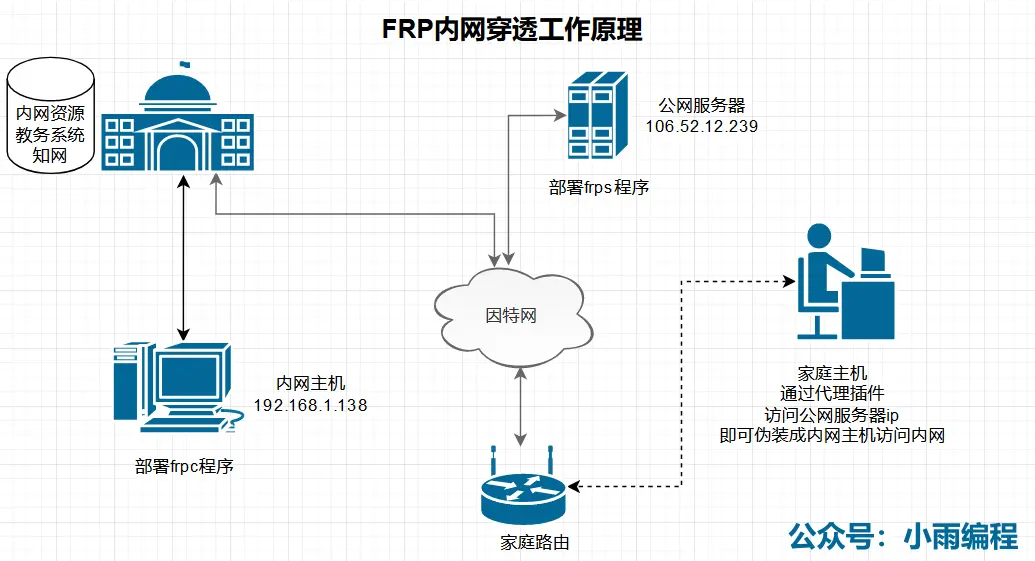 FRP内网穿透工作原理
内网资源
教务系统
知网
公网服务器
106.52.12.239
部署frps程序
因特网
内网主机
192.168.1.138
部署frpc程序
家庭主机
通过代理插件
访问公网服务器ip
即可伪装成内网主机访问内网
家庭路由
公众号：小雨编程